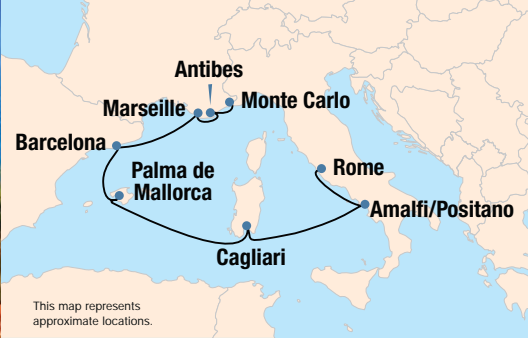 Antibes
Marseille
Monte Carlo
Barcelona
Palma de
Mallorca
Rome
Amalfi/Positano
Cagliari
This map represents
approximate locations.